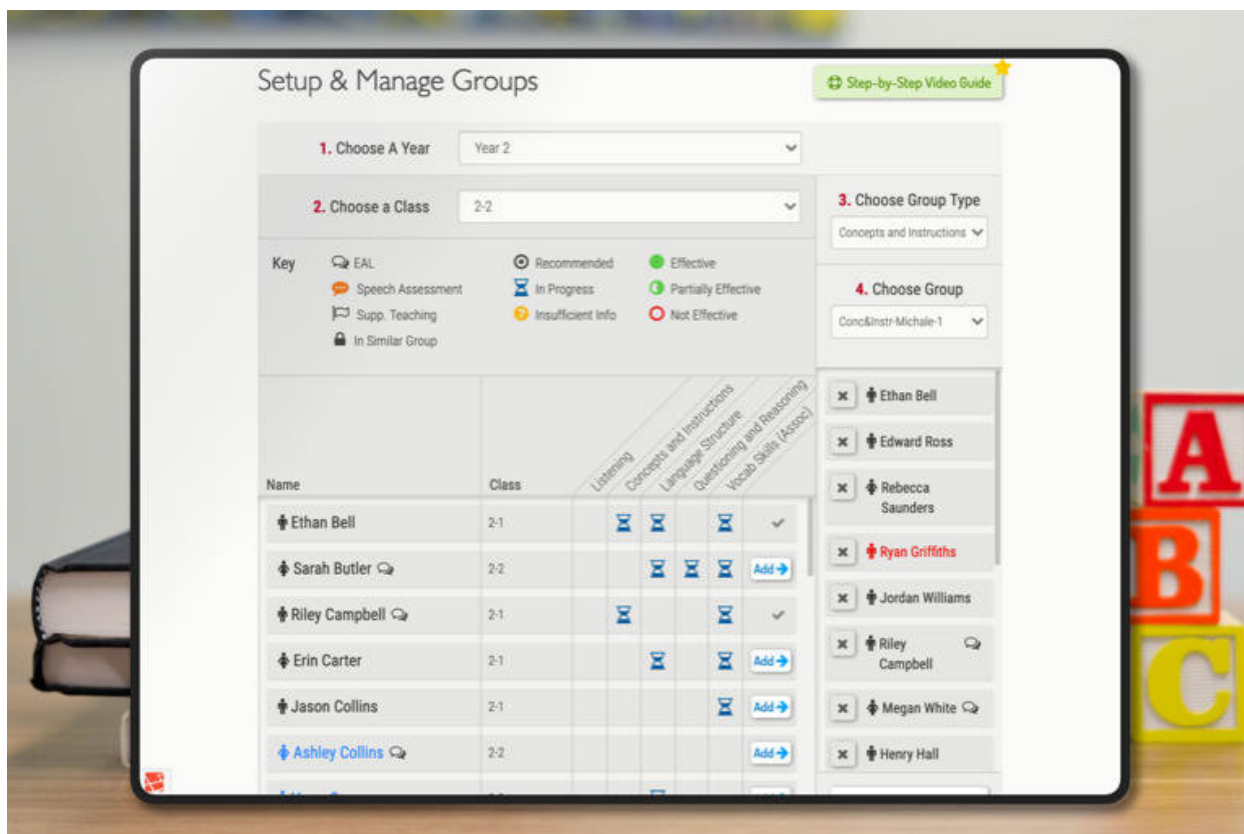 Setup & Manage Groups
Step-by-Step Video Guide
1. Choose A Year
Year 2
2. Choose a Class
2-2
3. Choose Group Type
Concepts and Instructions
Key
EAL
Recommended
Effective
Speech Assessment
In Progress
Partially Effective
Supp. Teaching
Insufficient Info
Not Effective
In Similar Group
4. Choose Group
Conc&Instr-Michale-1
Name
Class
Listening
Concepts and Instructions
Language Structure
Questioning and Reasoning
Vocab Skills (Assoc)
Ethan Bell
2-1
Sarah Butler
2-2
Add
Riley Campbell
2-1
Erin Carter
2-1
Add
Jason Collins
2-1
Add
Ashley Collins
2-2
Add
Ethan Bell
Edward Ross
Rebecca
Saunders
Ryan Griffiths
Jordan Williams
Riley
Campbell
Megan White
Henry Hall
A
B
C